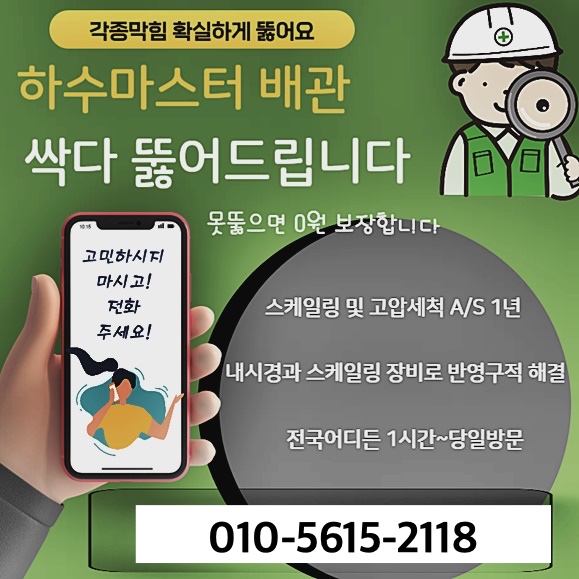 각종막힘 확실하게 뚫어요
하수마스터 배관
싹다 뚫어드립니다
못뚫으면 0원 보장합니다
10:15
고민하시지
마시고!
전화
주세요!
스케일링 및 고압세척 A/S 1년
내시경과 스케일링 장비로 반영구적 해결
전국어디든 1시간~당일방문
010-5615-2118